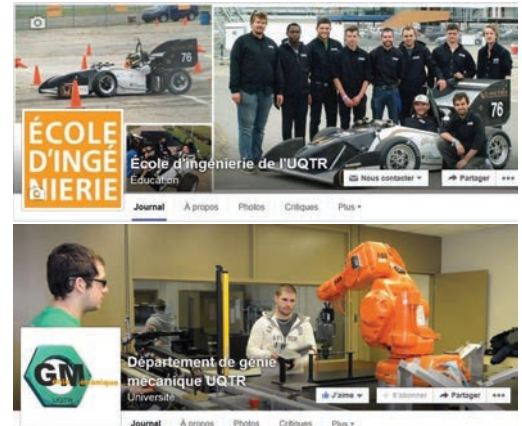 76
76
ÉCOLE
D'INGÉ
NIERIE
École d'ingénierie de l'UQTR
Éducation
Nous contacter
Partager
Journal
À propos
Photos
Critiques
Plus
GM
UQTR
Département de génie
mécanique UQTR
Université
J'aime
S'abonner
Partager
Journal
À propos
Photos
Critiques
Plus